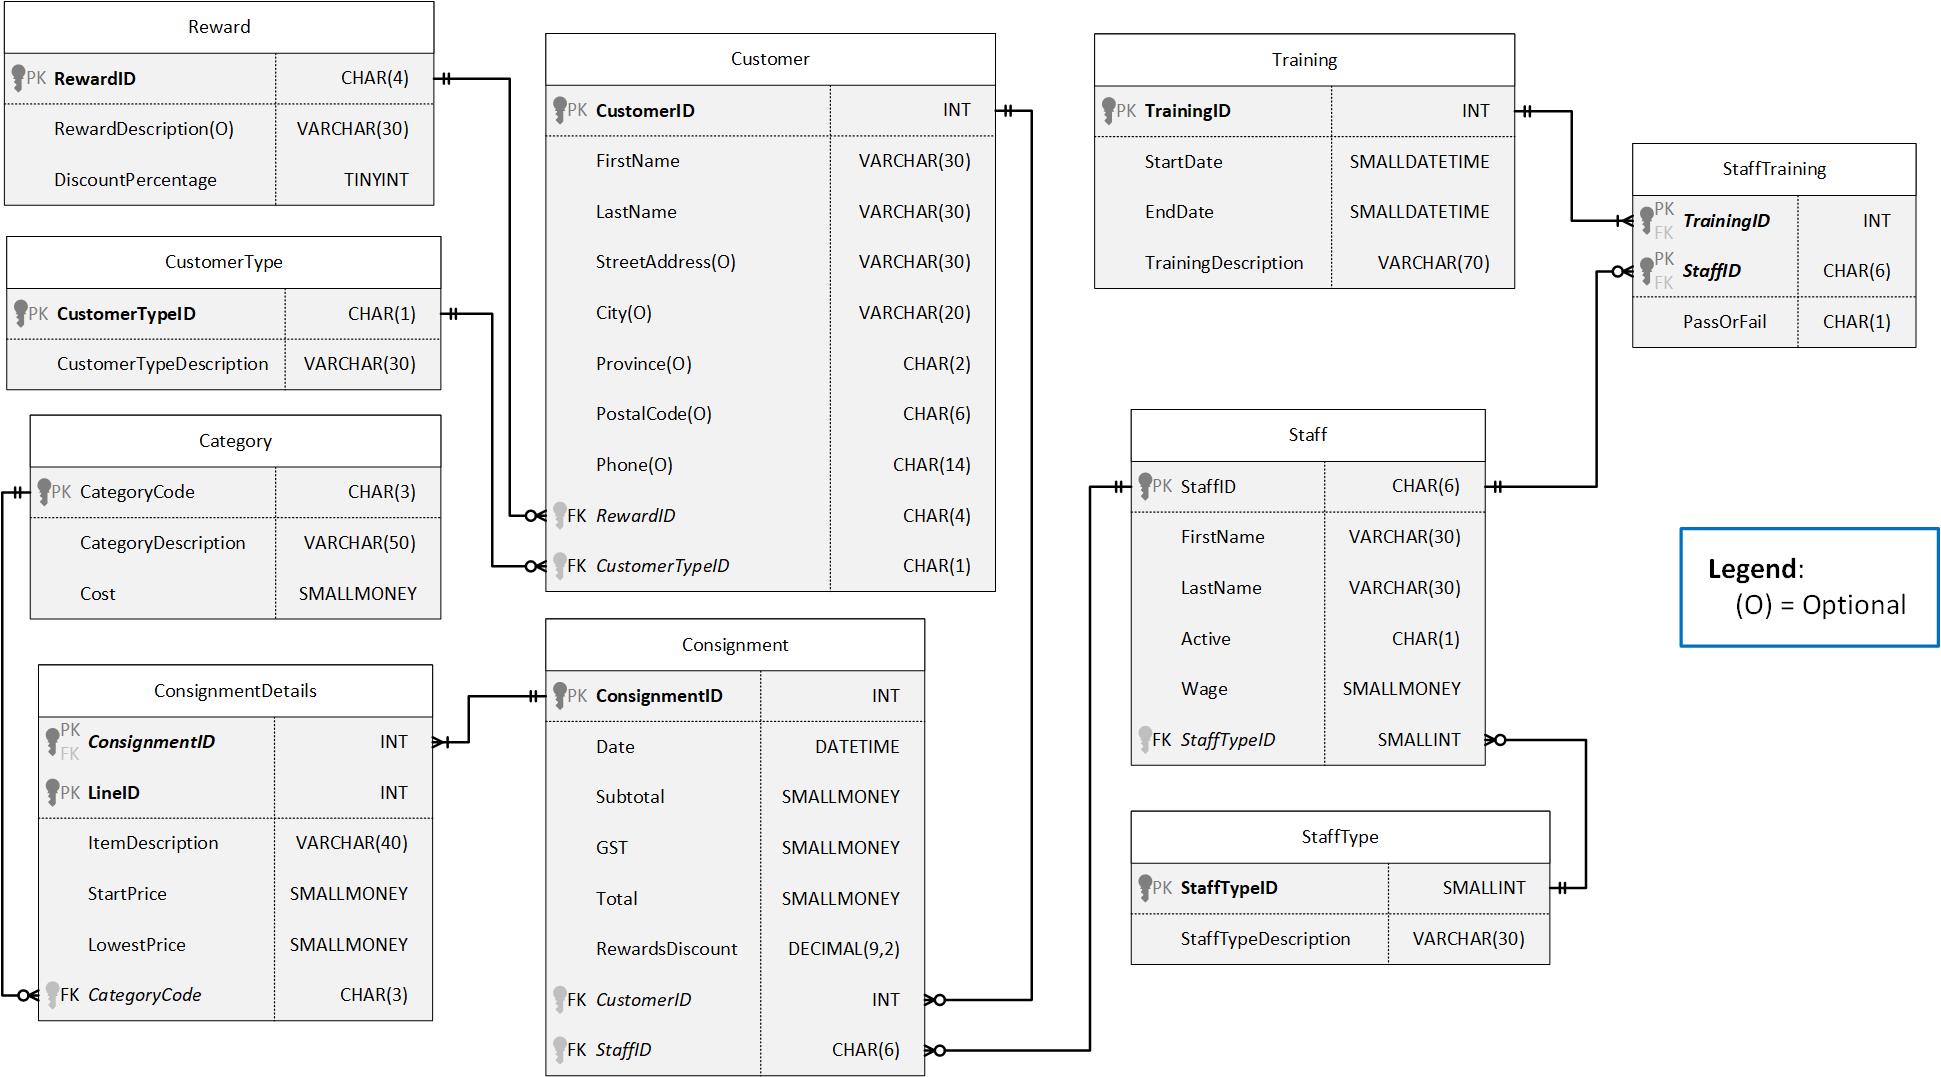 Reward
PK RewardID CHAR(4)
RewardDescription(O) VARCHAR(30)
DiscountPercentage TINYINT
CustomerType
PK CustomerTypeID CHAR(1)
CustomerTypeDescription VARCHAR(30)
Category
PK CategoryCode CHAR(3)
CategoryDescription VARCHAR(50)
Cost SMALLMONEY
ConsignmentDetails
PK
FK ConsignmentID INT
PK LineID INT
ItemDescription VARCHAR(40)
StartPrice SMALLMONEY
LowestPrice SMALLMONEY
FK CategoryCode CHAR(3)
Customer
PK CustomerID INT
FirstName VARCHAR(30)
LastName VARCHAR(30)
StreetAddress(O) VARCHAR(30)
City(O) VARCHAR(20)
Province(O) CHAR(2)
PostalCode(O) CHAR(6)
Phone(O) CHAR(14)
FK RewardID CHAR(4)
FK CustomerTypeID CHAR(1)
Consignment
PK ConsignmentID INT
Date DATETIME
Subtotal SMALLMONEY
GST SMALLMONEY
Total SMALLMONEY
RewardsDiscount DECIMAL(9,2)
FK CustomerID INT
FK StaffID CHAR(6)
Training
PK TrainingID INT
StartDate SMALLDATETIME
EndDate SMALLDATETIME
TrainingDescription VARCHAR(70)
StaffTraining
PK
FK TrainingID INT
PK
FK StaffID CHAR(6)
PassOrFail CHAR(1)
Staff
PK StaffID CHAR(6)
FirstName VARCHAR(30)
LastName VARCHAR(30)
Active CHAR(1)
Wage SMALLMONEY
FK StaffTypeID SMALLINT
StaffType
PK StaffTypeID SMALLINT
StaffTypeDescription VARCHAR(30)
Legend:
(O) = Optional